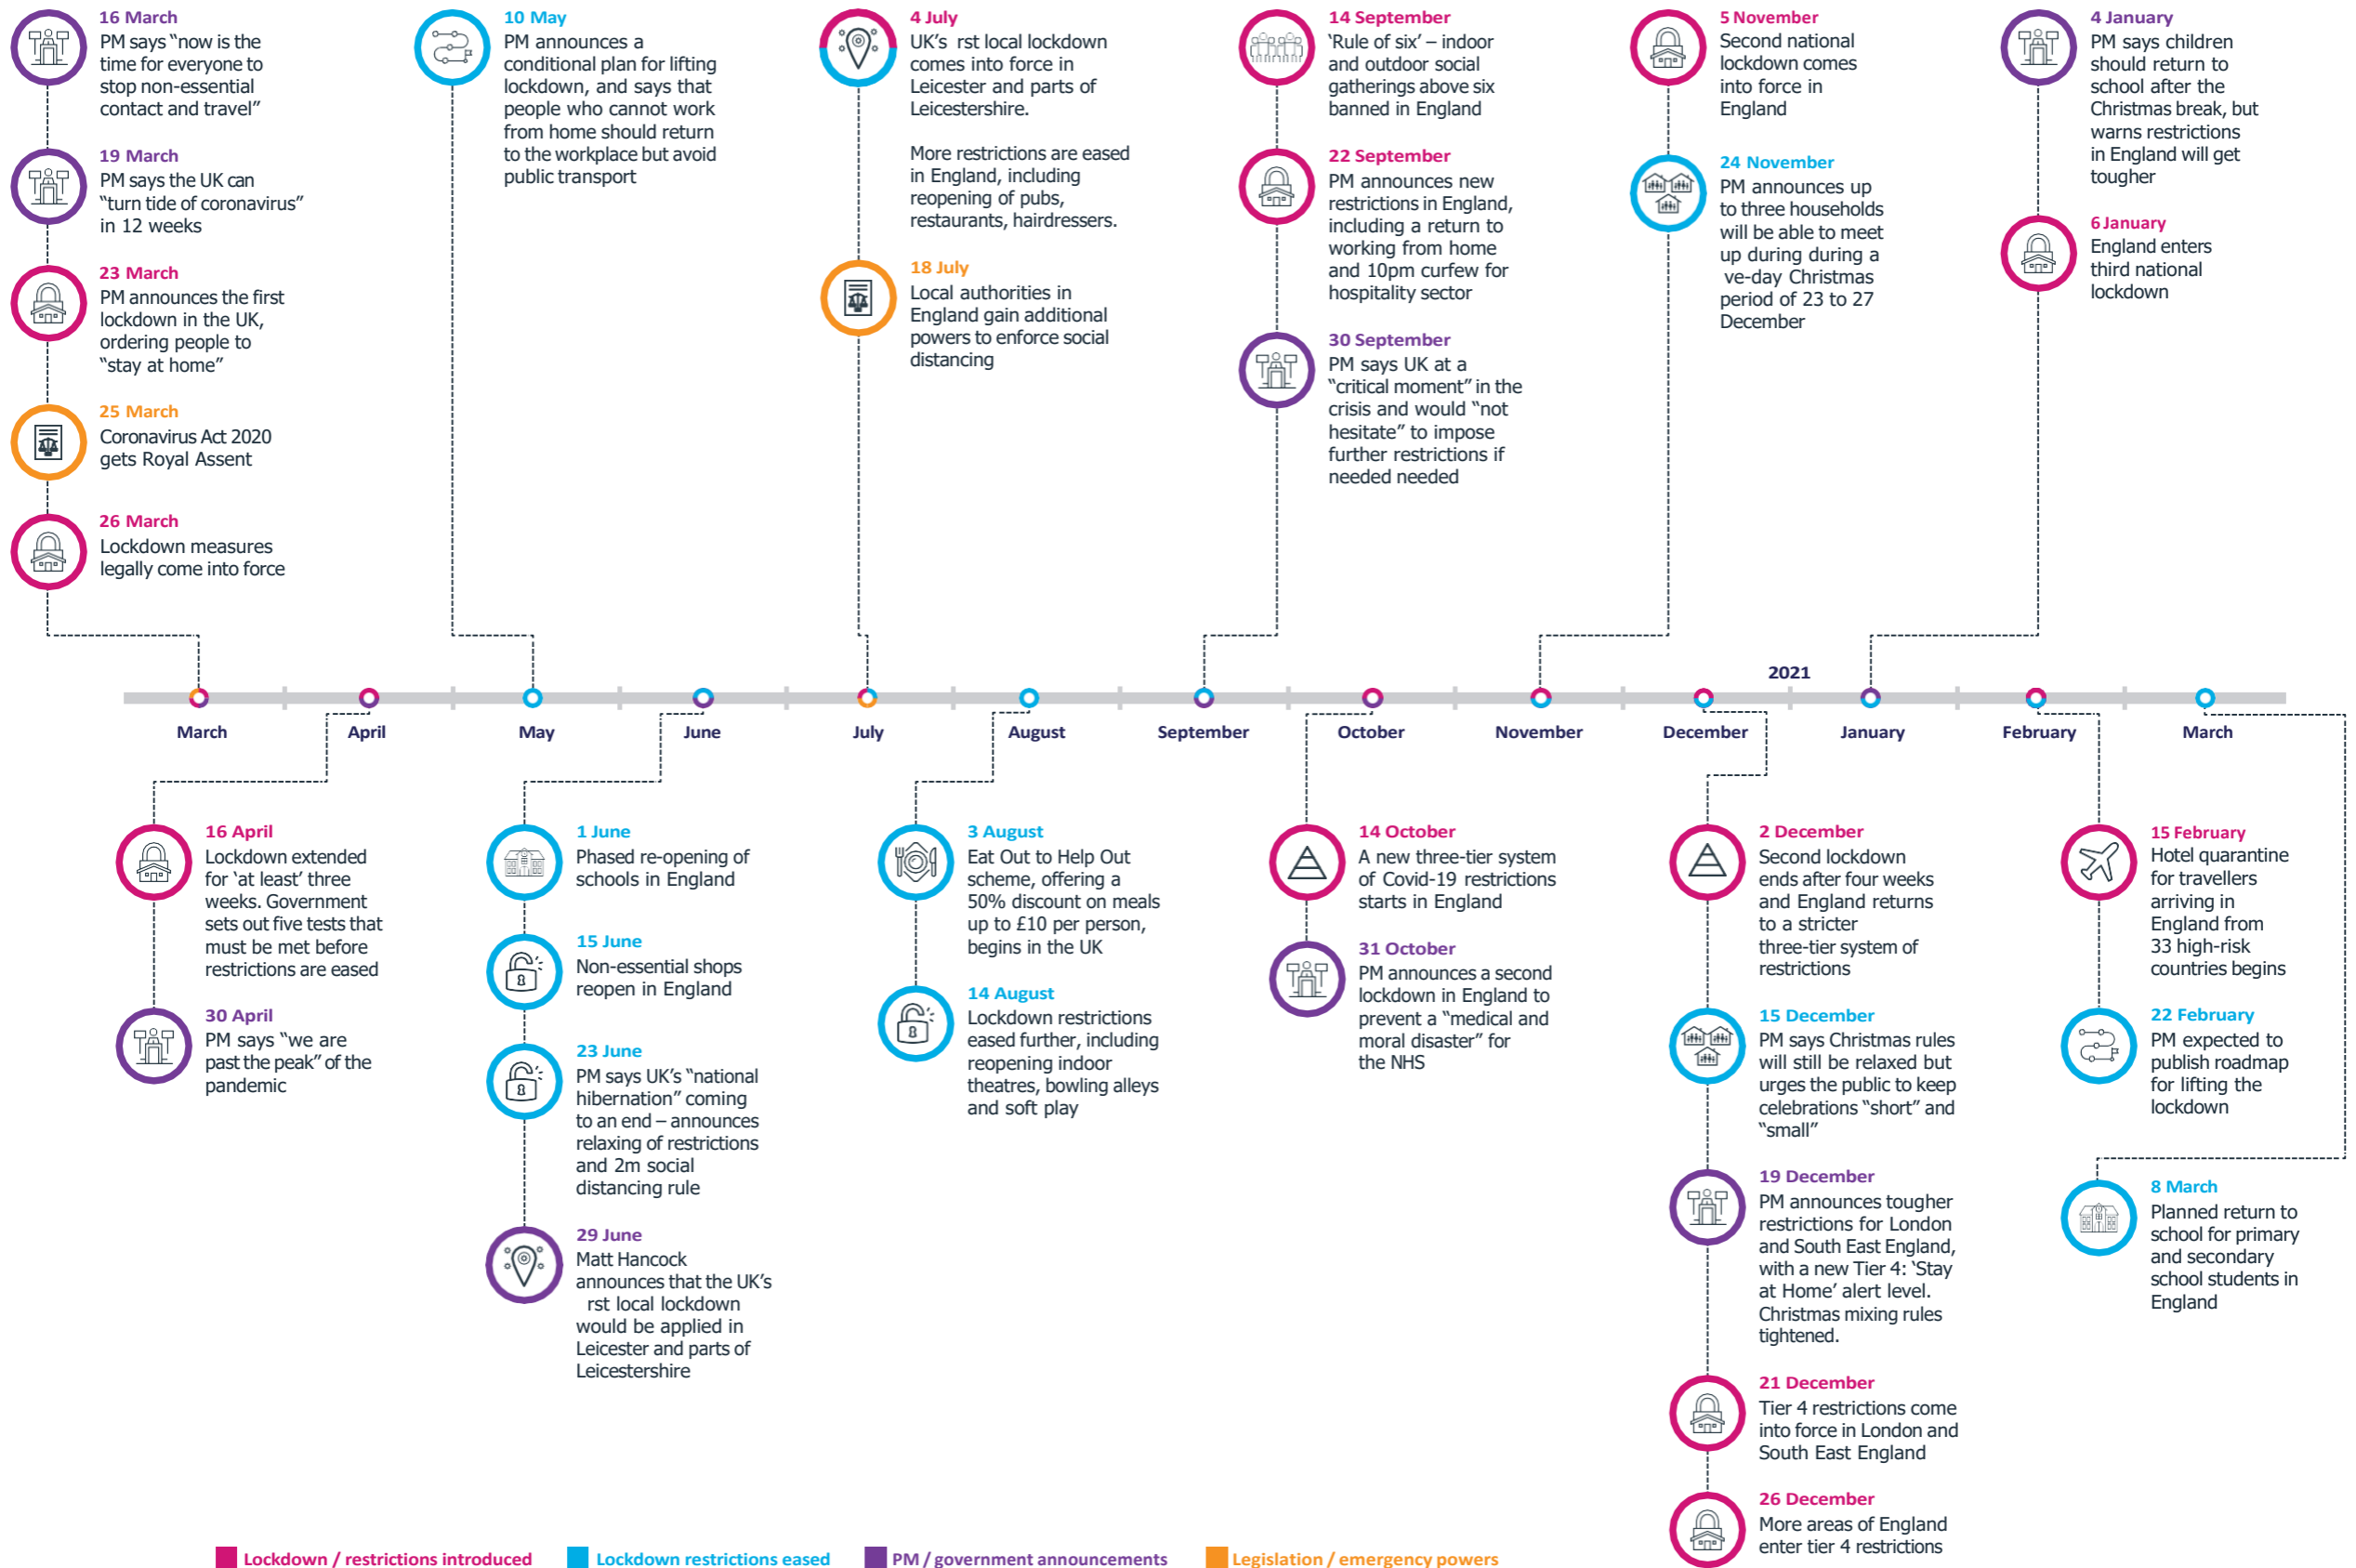 16 March
PM says “now is the
time for everyone to
stop non-essential
contact and travel”
19 March
PM says the UK can
“turn tide of coronavirus”
in 12 weeks
23 March
PM announces the first
lockdown in the UK,
ordering people to
“stay at home”
25 March
Coronavirus Act 2020
gets Royal Assent
26 March
Lockdown measures
legally come into force
10 May
PM announces a
conditional plan for lifting
lockdown, and says that
people who cannot work
from home should return
to the workplace but avoid
public transport
4 July
UK’s rst local lockdown
comes into force in
Leicester and parts of
Leicestershire.
More restrictions are eased
in England, including
reopening of pubs,
restaurants, hairdressers.
18 July
Local authorities in
England gain additional
powers to enforce social
distancing
14 September
‘Rule of six’ – indoor
and outdoor social
gatherings above six
banned in England
22 September
PM announces new
restrictions in England,
including a return to
working from home
and 10pm curfew for
hospitality sector
30 September
PM says UK at a
“critical moment” in the
crisis and would “not
hesitate” to impose
further restrictions if
needed needed
5 November
Second national
lockdown comes
into force in
England
24 November
PM announces up
to three households
will be able to meet
up during during a
ve-day Christmas
period of 23 to 27
December
4 January
PM says children
should return to
school after the
Christmas break, but
warns restrictions
in England will get
tougher
6 January
England enters
third national
lockdown
2021
March April May June July August September October November December January February March
16 April
Lockdown extended
for ‘at least’ three
weeks. Government
sets out five tests that
must be met before
restrictions are eased
30 April
PM says “we are
past the peak” of the
pandemic
1 June
Phased re-opening of
schools in England
15 June
Non-essential shops
reopen in England
23 June
PM says UK’s “national
hibernation” coming
to an end – announces
relaxing of restrictions
and 2m social
distancing rule
29 June
Matt Hancock
announces that the UK’s
rst local lockdown
would be applied in
Leicester and parts of
Leicestershire
3 August
Eat Out to Help Out
scheme, offering a
50% discount on meals
up to £10 per person,
begins in the UK
14 August
Lockdown restrictions
eased further, including
reopening indoor
theatres, bowling alleys
and soft play
14 October
A new three-tier system
of Covid-19 restrictions
starts in England
31 October
PM announces a second
lockdown in England to
prevent a “medical and
moral disaster” for
the NHS
2 December
Second lockdown
ends after four weeks
and England returns
to a stricter
three-tier system of
restrictions
15 December
PM says Christmas rules
will still be relaxed but
urges the public to keep
celebrations “short” and
“small”
19 December
PM announces tougher
restrictions for London
and South East England,
with a new Tier 4: ‘Stay
at Home’ alert level.
Christmas mixing rules
tightened.
21 December
Tier 4 restrictions come
into force in London and
South East England
26 December
More areas of England
enter tier 4 restrictions
15 February
Hotel quarantine
for travellers
arriving in
England from
33 high-risk
countries begins
22 February
PM expected to
publish roadmap
for lifting the
lockdown
8 March
Planned return to
school for primary
and secondary
school students in
England
Lockdown / restrictions introduced Lockdown restrictions eased PM / government announcements Legislation / emergency powers